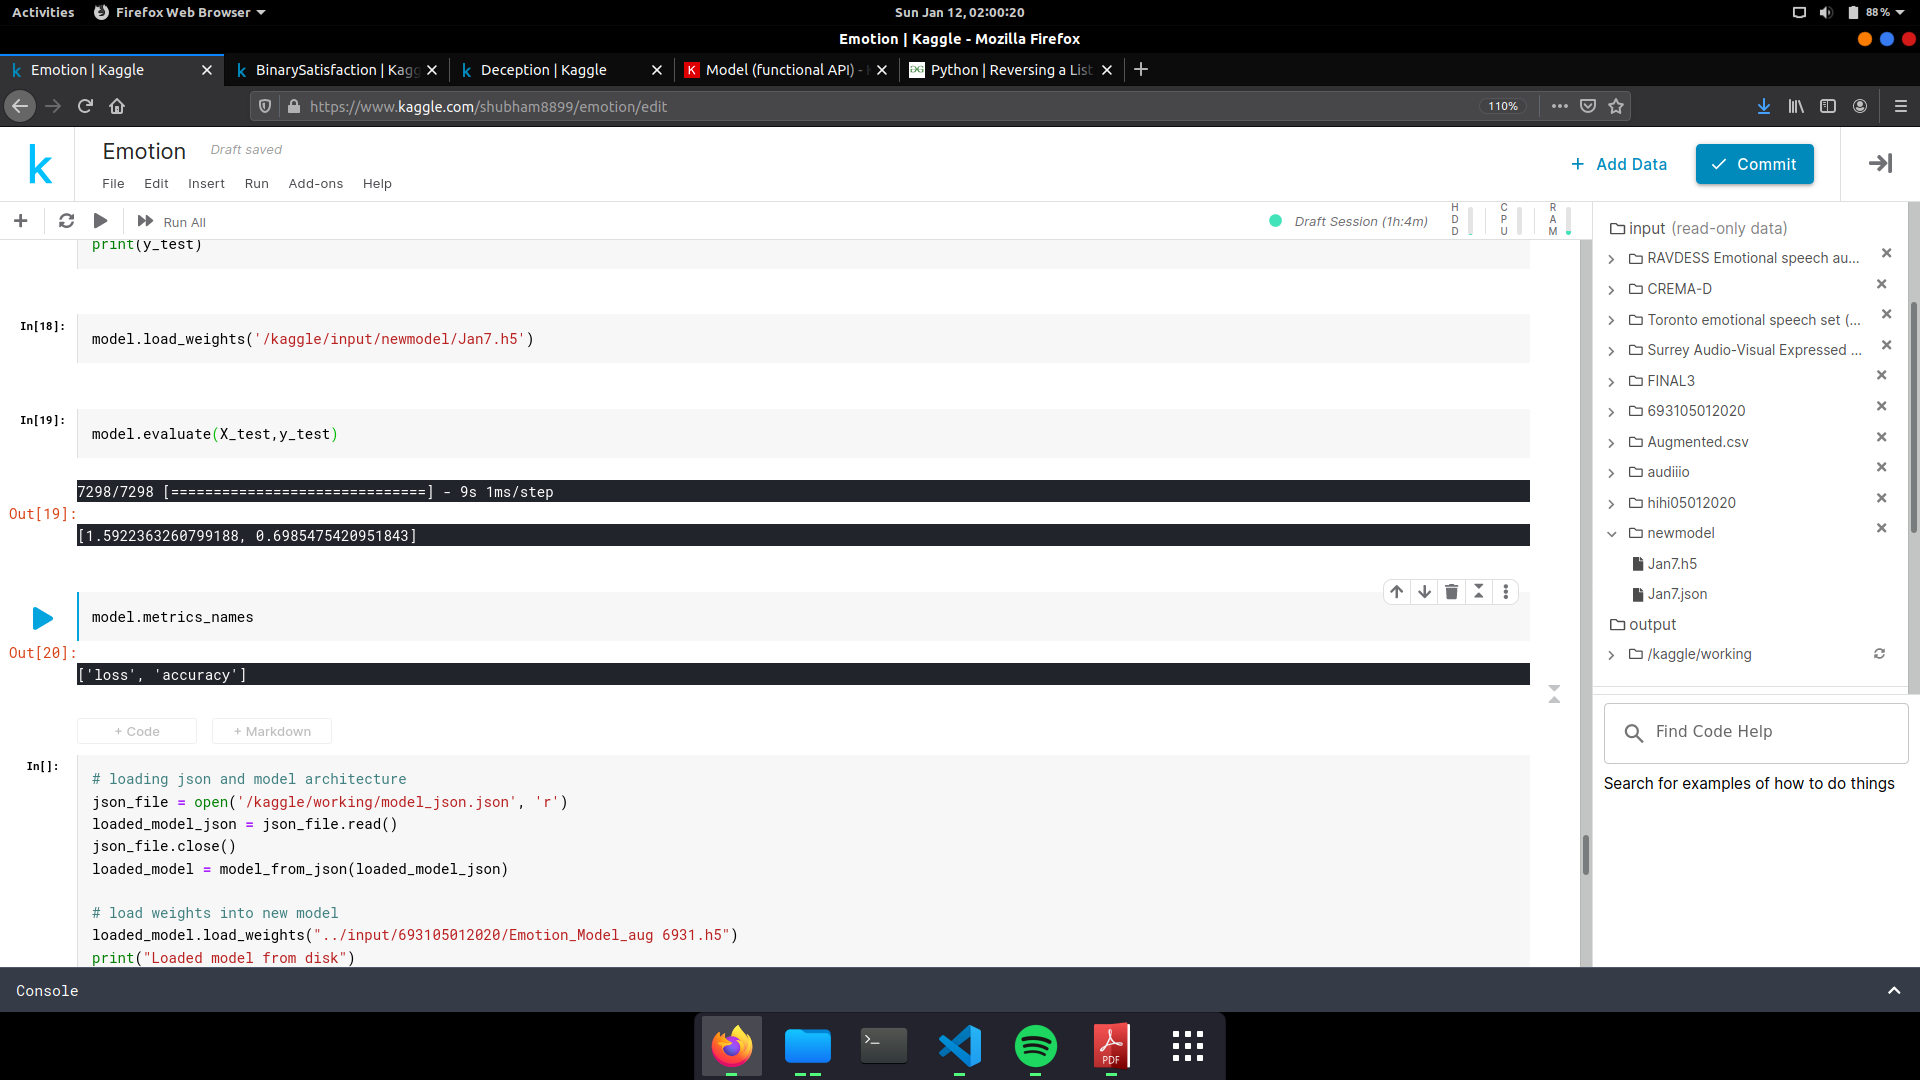 Activities
Firefox Web Browser
Sun Jan 12, 02:00:20
88 %
Emotion | Kaggle - Mozilla Firefox
Emotion | Kaggle
BinarySatisfaction | Kagg
Deception | Kaggle
Model (functional API) -
Python | Reversing a List
https://www.kaggle.com/shubham8899/emotion/edit
110%
Emotion
Draft saved
File Edit Insert Run Add-ons Help
+ Add Data
Commit
Run All
Draft Session (1h:4m)
HDD
CPU
RAM
print(y_test)
In[18]:
model.load_weights('/kaggle/input/newmodel/Jan7.h5')
In[19]:
model.evaluate(X_test,y_test)
7298/7298 [==============================] - 9s 1ms/step
Out[19]:
[1.5922363260799188, 0.6985475420951843]
model.metrics_names
Out[20]:
['loss', 'accuracy']
+ Code
+ Markdown
In[]:
# loading json and model architecture
json_file = open('/kaggle/working/model_json.json', 'r')
loaded_model_json = json_file.read()
json_file.close()
loaded_model = model_from_json(loaded_model_json)
# load weights into new model
loaded_model.load_weights("../input/693105012020/Emotion_Model_aug 6931.h5")
print("Loaded model from disk")
input (read-only data)
RAVDESS Emotional speech au...
CREMA-D
Toronto emotional speech set (...
Surrey Audio-Visual Expressed ...
FINAL3
693105012020
Augmented.csv
audiiio
hihi05012020
newmodel
Jan7.h5
Jan7.json
output
/kaggle/working
Find Code Help
Search for examples of how to do things
Console
PDF